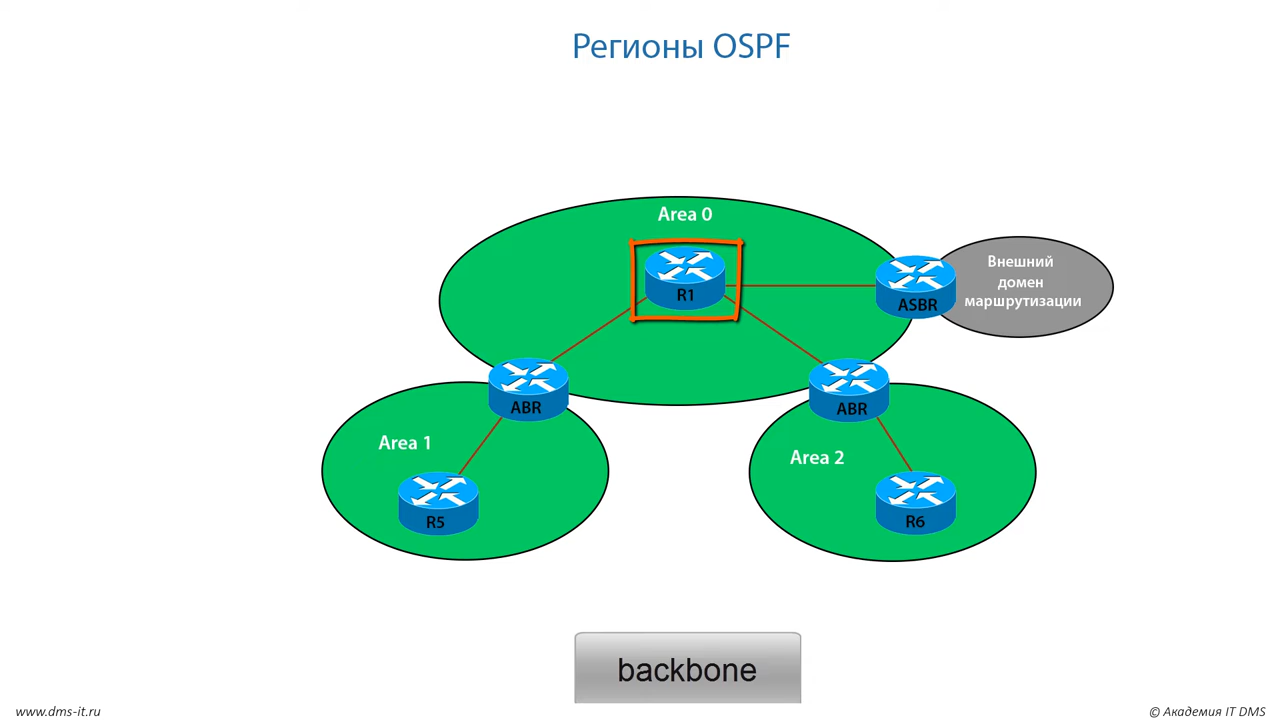 Регионы OSPF
Area 0
R1
ASBR
Внешний
домен
маршрутизации
ABR
ABR
Area 1
Area 2
R5
R6
backbone
www.dms-it.ru
© Академия IT DMS